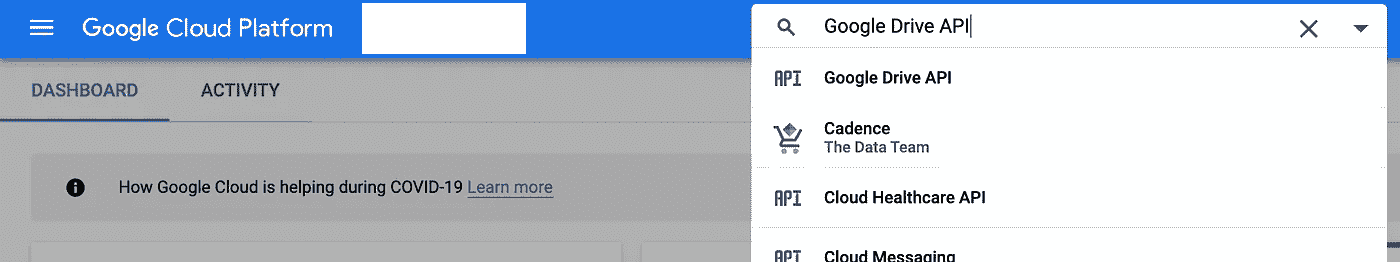 Google Cloud Platform
Google Drive API
DASHBOARD ACTIVITY
API Google Drive API
Cadence
The Data Team
How Google Cloud is helping during COVID-19 Learn more
API Cloud Healthcare API
API Cloud Messaging